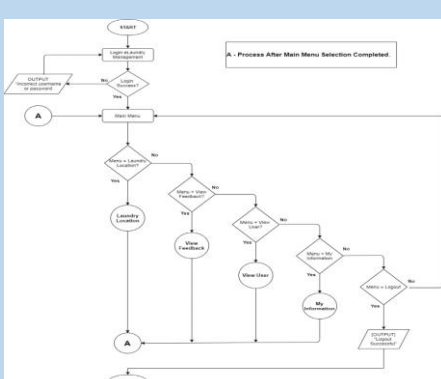 START
Login eLaundry
Management
A - Process After Main Menu Selection Completed.
OUTPUT
"Incorrect username
or password
No
Login
Success?
Yes
A
Main Menu
Menu = Laundry
Location?
No
Yes
Menu = View
Feedback?
No
Yes
Laundry
Location
Menu = View
User?
No
Yes
View
Feedback
Menu = My
Information
No
Yes
View User
Menu = Logout
No
Yes
My
Information
A
[OUTPUT]
"Logout
Successful"